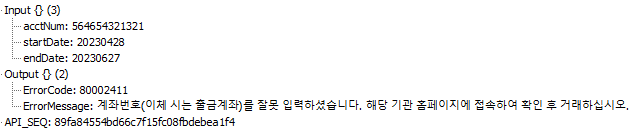 Input {} (3)
acctNum: 564654321321
startDate: 20230428
endDate: 20230627
Output {} (2)
ErrorCode: 80002411
ErrorMessage: 계좌번호(이체 시는 출금계좌)를 잘못 입력하셨습니다. 해당 기관 홈페이지에 접속하여 확인 후 거래하십시오.
API_SEQ: 89fa84554bd66c7f15fc08fbdebea1f4